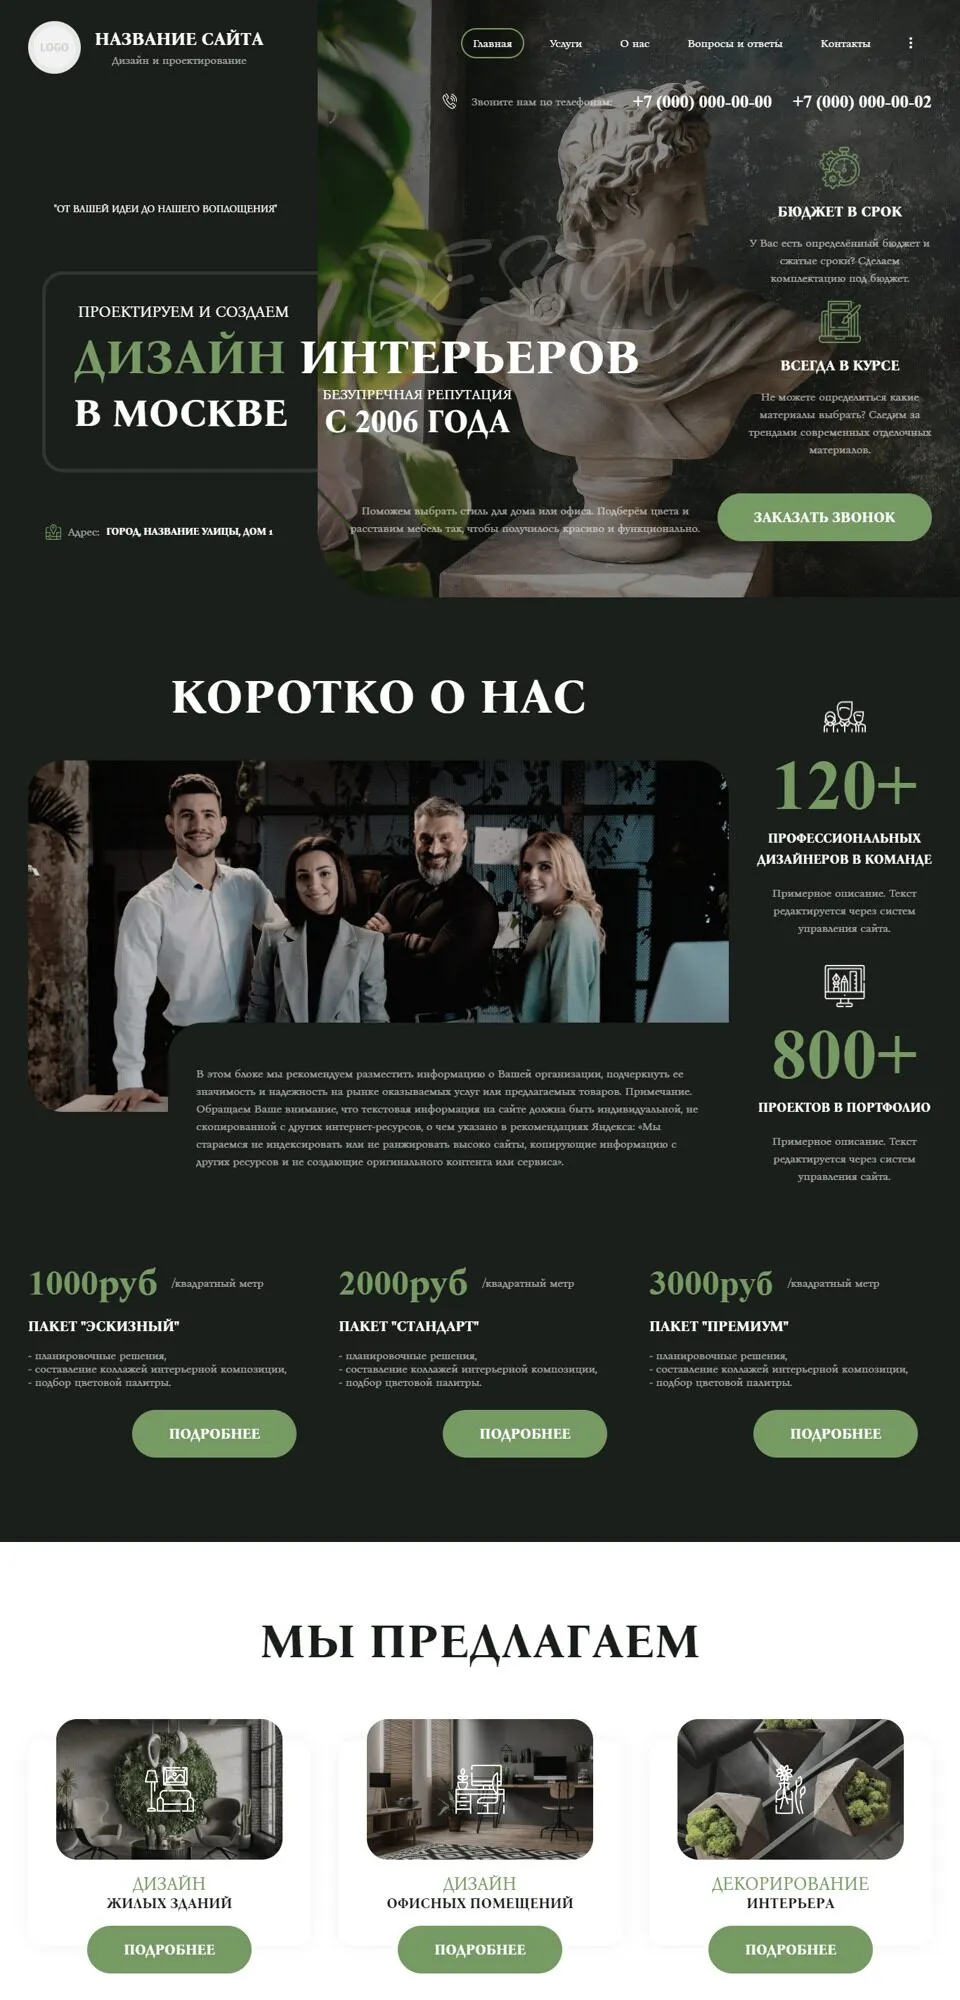 LOGO
НАЗВАНИЕ САЙТА
Дизайн и проектирование
Главная
Услуги
О нас
Вопросы и ответы
Контакты
Звоните нам по телефонам:
+7 (000) 000-00-00
+7 (000) 000-00-02
"ОТ ВАШЕЙ ИДЕИ ДО НАШЕГО ВОПЛОЩЕНИЯ"
DESIGN
ПРОЕКТИРУЕМ И СОЗДАЕМ
ДИЗАЙН ИНТЕРЬЕРОВ
В МОСКВЕ
БЕЗУПРЕЧНАЯ РЕПУТАЦИЯ
С 2006 ГОДА
БЮДЖЕТ В СРОК
У Вас есть определённый бюджет и
сжатые сроки? Сделаем
комплектацию под бюджет.
ВСЕГДА В КУРСЕ
Не можете определиться какие
материалы выбрать? Следим за
трендами современных отделочных
материалов.
Адрес: ГОРОД, НАЗВАНИЕ УЛИЦЫ, ДОМ 1
Поможем выбрать стиль для дома или офиса. Подберём цвета и
расставим мебель так, чтобы получилось красиво и функционально.
ЗАКАЗАТЬ ЗВОНОК
КОРОТКО О НАС
120+
ПРОФЕССИОНАЛЬНЫХ
ДИЗАЙНЕРОВ В КОМАНДЕ
Примерное описание. Текст
редактируется через систем
управления сайта.
800+
ПРОЕКТОВ В ПОРТФОЛИО
Примерное описание. Текст
редактируется через систем
управления сайта.
В этом блоке мы рекомендуем разместить информацию о Вашей организации, подчеркнуть ее
значимость и надежность на рынке оказываемых услуг или предлагаемых товаров. Примечание.
Обращаем Ваше внимание, что текстовая информация на сайте должна быть индивидуальной, не
скопированной с других интернет-ресурсов, о чем указано в рекомендациях Яндекса: «Мы
стараемся не индексировать или не ранжировать высоко сайты, копирующие информацию с
других ресурсов и не создающие оригинального контента или сервиса».
1000руб /квадратный метр
ПАКЕТ "ЭСКИЗНЫЙ"
- планировочные решения,
- составление коллажей интерьерной композиции,
- подбор цветовой палитры.
ПОДРОБНЕЕ
2000руб /квадратный метр
ПАКЕТ "СТАНДАРТ"
- планировочные решения,
- составление коллажей интерьерной композиции,
- подбор цветовой палитры.
ПОДРОБНЕЕ
3000руб /квадратный метр
ПАКЕТ "ПРЕМИУМ"
- планировочные решения,
- составление коллажей интерьерной композиции,
- подбор цветовой палитры.
ПОДРОБНЕЕ
МЫ ПРЕДЛАГАЕМ
ДИЗАЙН
ЖИЛЫХ ЗДАНИЙ
ПОДРОБНЕЕ
ДИЗАЙН
ОФИСНЫХ ПОМЕЩЕНИЙ
ПОДРОБНЕЕ
ДЕКОРИРОВАНИЕ
ИНТЕРЬЕРА
ПОДРОБНЕЕ